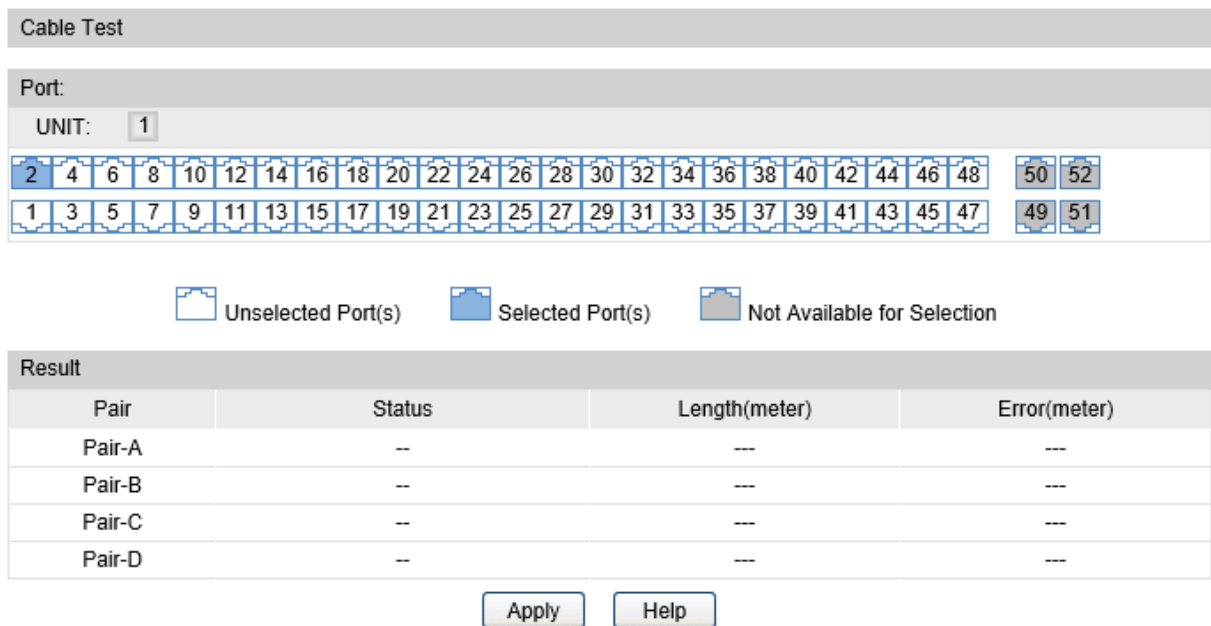 Cable Test
Port:
UNIT: 1
2 4 6 8 10 12 14 16 18 20 22 24 26 28 30 32 34 36 38 40 42 44 46 48 50 52
1 3 5 7 9 11 13 15 17 19 21 23 25 27 29 31 33 35 37 39 41 43 45 47 49 51
Unselected Port(s) Selected Port(s) Not Available for Selection
Result
Pair Status Length(meter) Error(meter)
Pair-A -- --- ---
Pair-B -- --- ---
Pair-C -- --- ---
Pair-D -- --- ---
Apply Help